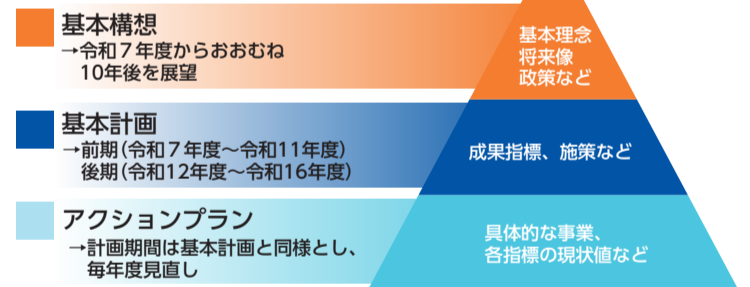 基本構想
→令和７年度からおおむね
10年後を展望
基本理念
将来像
政策など
基本計画
→前期（令和７年度～令和11年度）
後期（令和12年度～令和16年度）
成果指標、施策など
アクションプラン
→計画期間は基本計画と同様とし、
毎年度見直し
具体的な事業、
各指標の現状値など